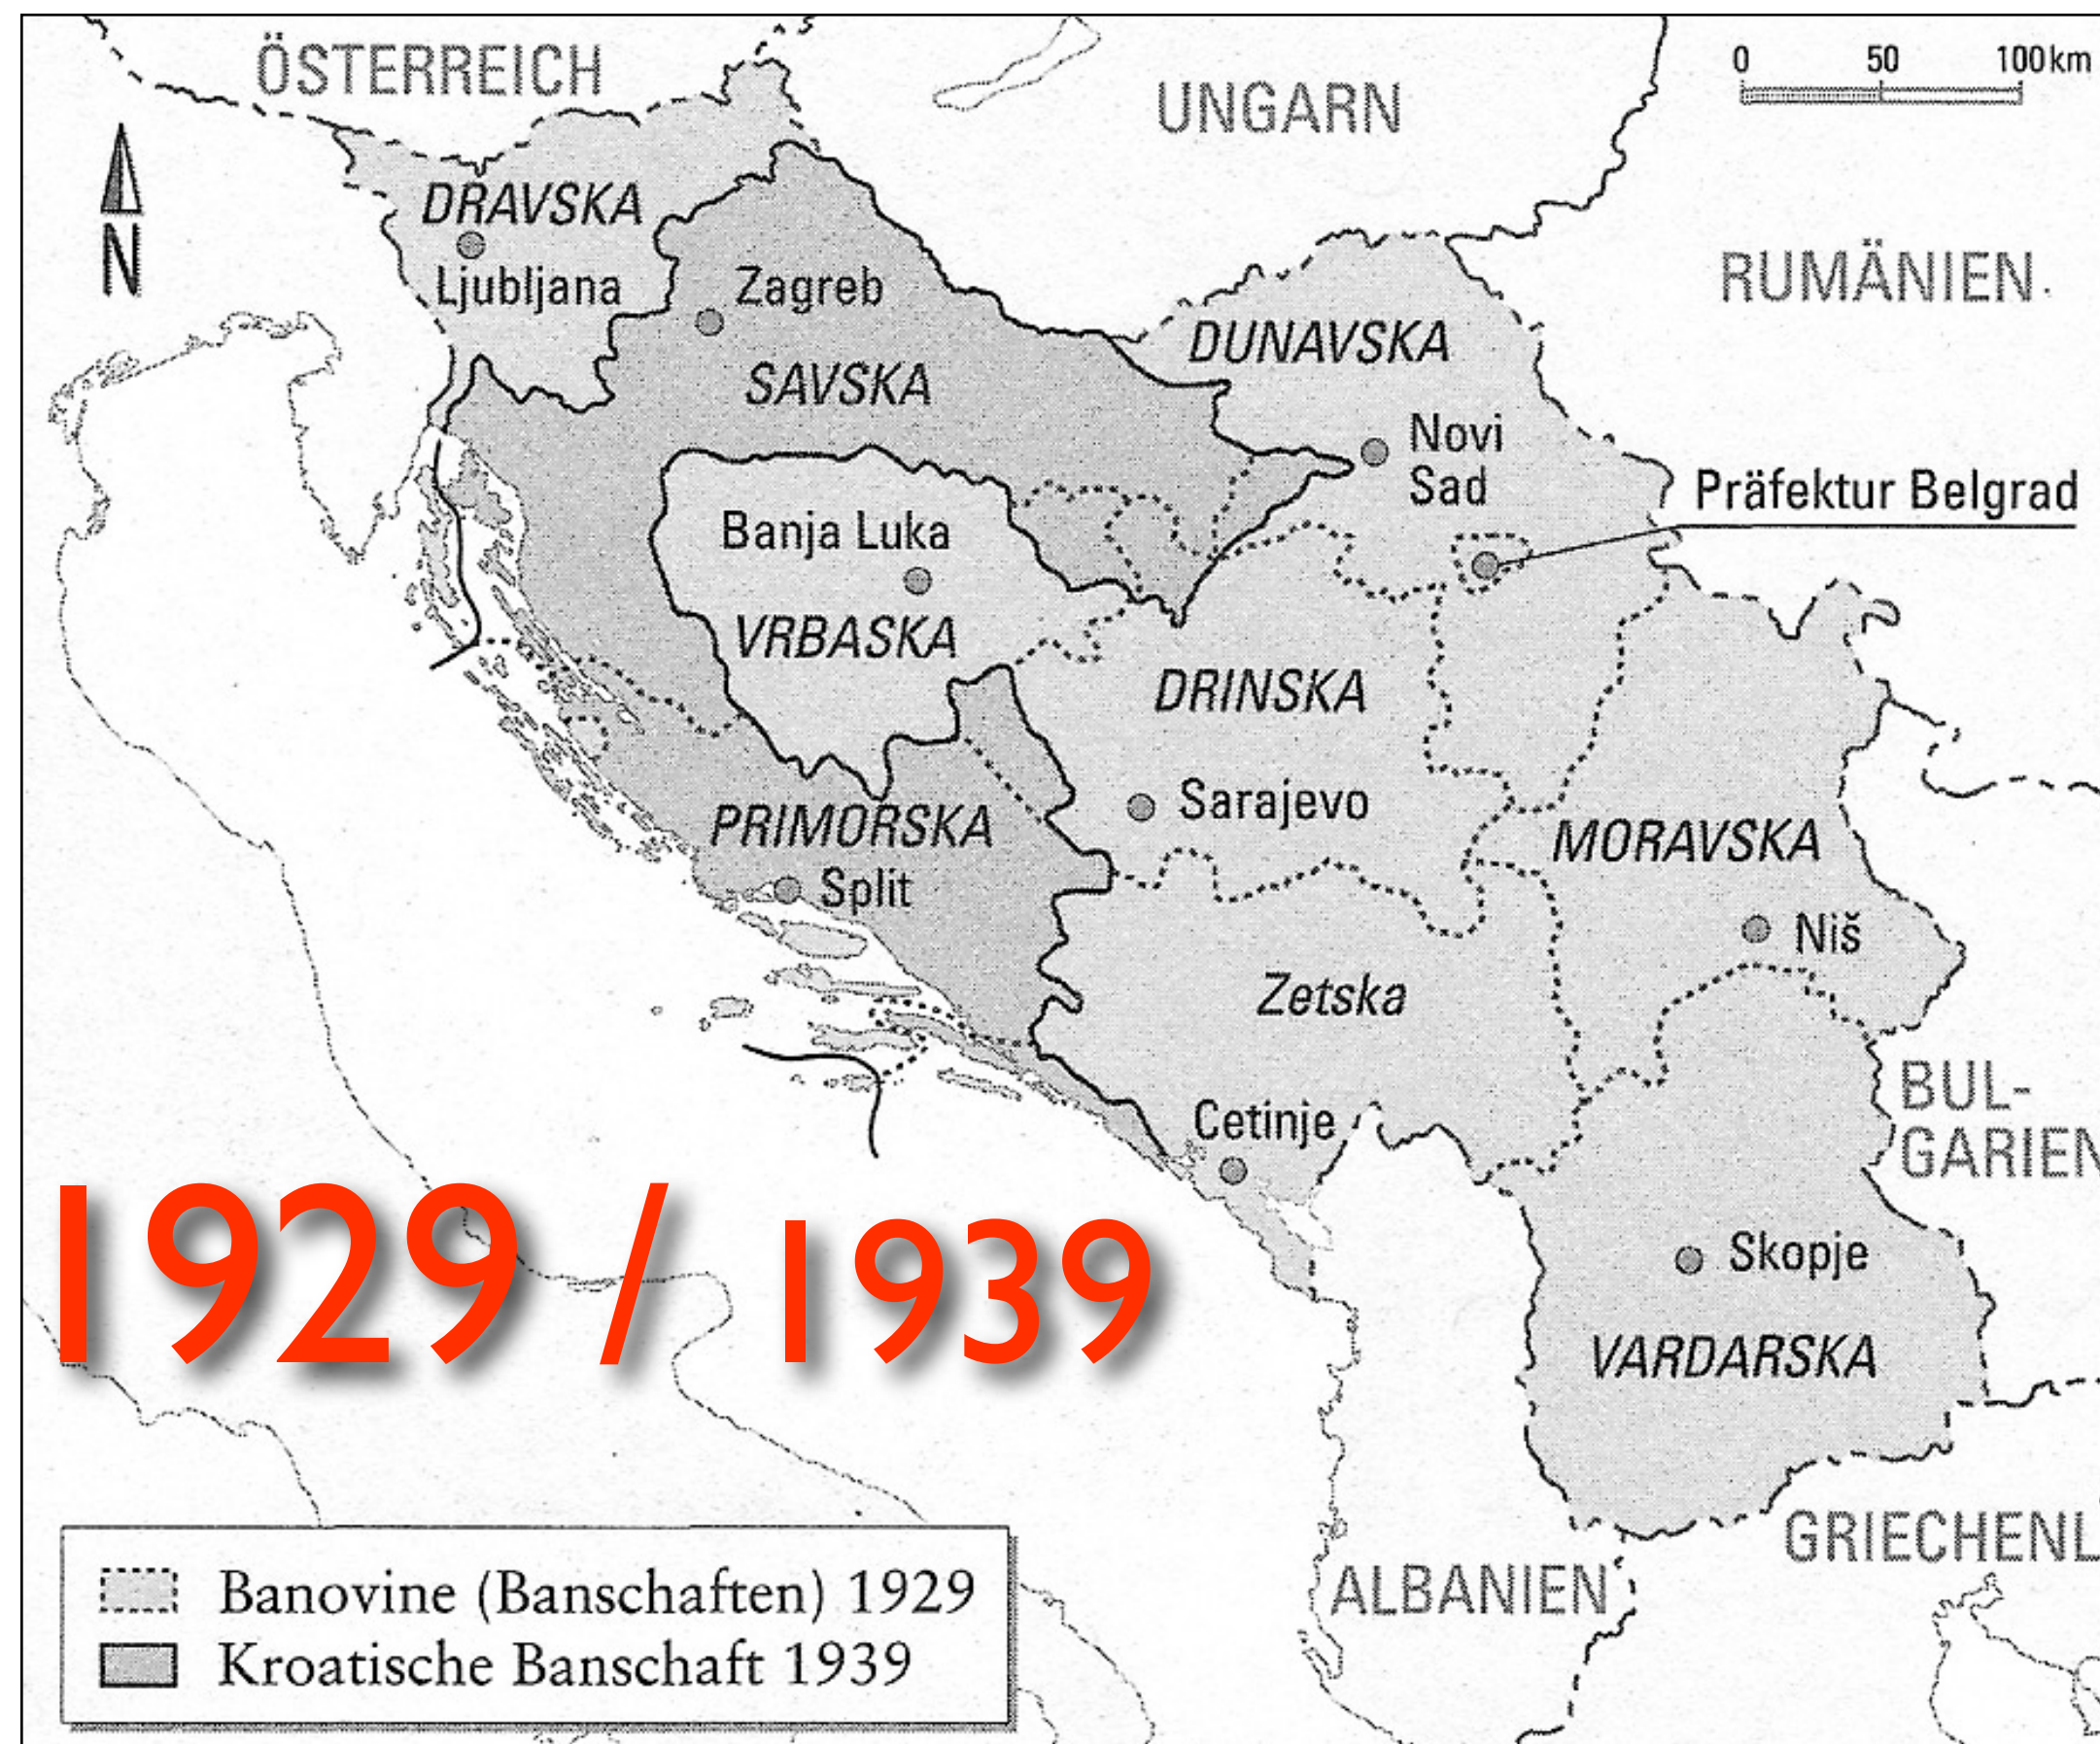 ÖSTERREICH
UNGARN
0 50 100 km
N
DRAVSKA
Ljubljana
Zagreb
SAVSKA
DUNAVSKA
RUMÄNIEN
Novi
Sad
Präfektur Belgrad
Banja Luka
VRBASKA
DRINSKA
Sarajevo
PRIMORSKA
Split
MORAVSKA
Niš
Zetska
Cetinje
BUL-
GARIEN
1929 / 1939
Skopje
VARDARSKA
GRIECHENL
ALBANIEN
Banovine (Banschaften) 1929
Kroatische Banschaft 1939